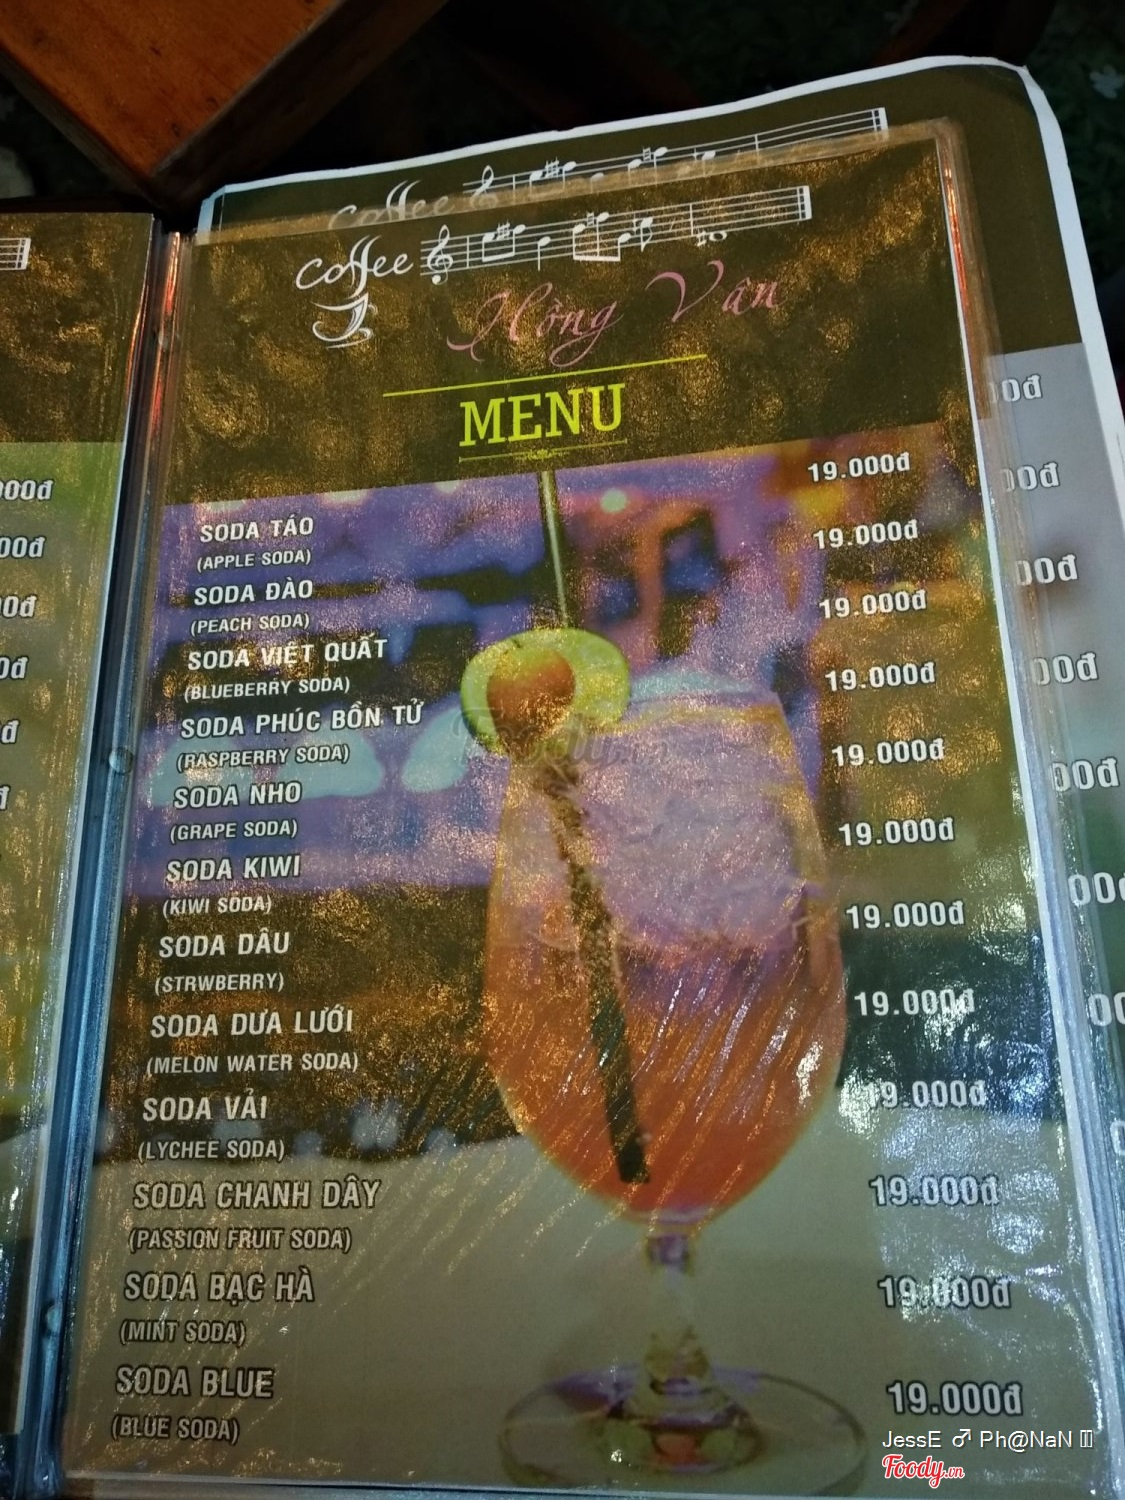 coffee
coffee
Hồng Vân
MENU
SODA TÁO 19.000đ
(APPLE SODA)
SODA ĐÀO 19.000đ
(PEACH SODA)
SODA VIỆT QUẤT 19.000đ
(BLUEBERRY SODA)
SODA PHÚC BỒN TỬ 19.000đ
(RASPBERRY SODA)
SODA NHO 19.000đ
(GRAPE SODA)
SODA KIWI 19.000đ
(KIWI SODA)
SODA DÂU 19.000đ
(STRWBERRY)
SODA DƯA LƯỚI 19.000đ
(MELON WATER SODA)
SODA VẢI 19.000đ
(LYCHEE SODA)
SODA CHANH DÂY 19.000đ
(PASSION FRUIT SODA)
SODA BẠC HÀ 19.000đ
(MINT SODA)
SODA BLUE 19.000đ
(BLUE SODA)
Foody.vn
JessE ♂ Ph@NaN
Foody.vn